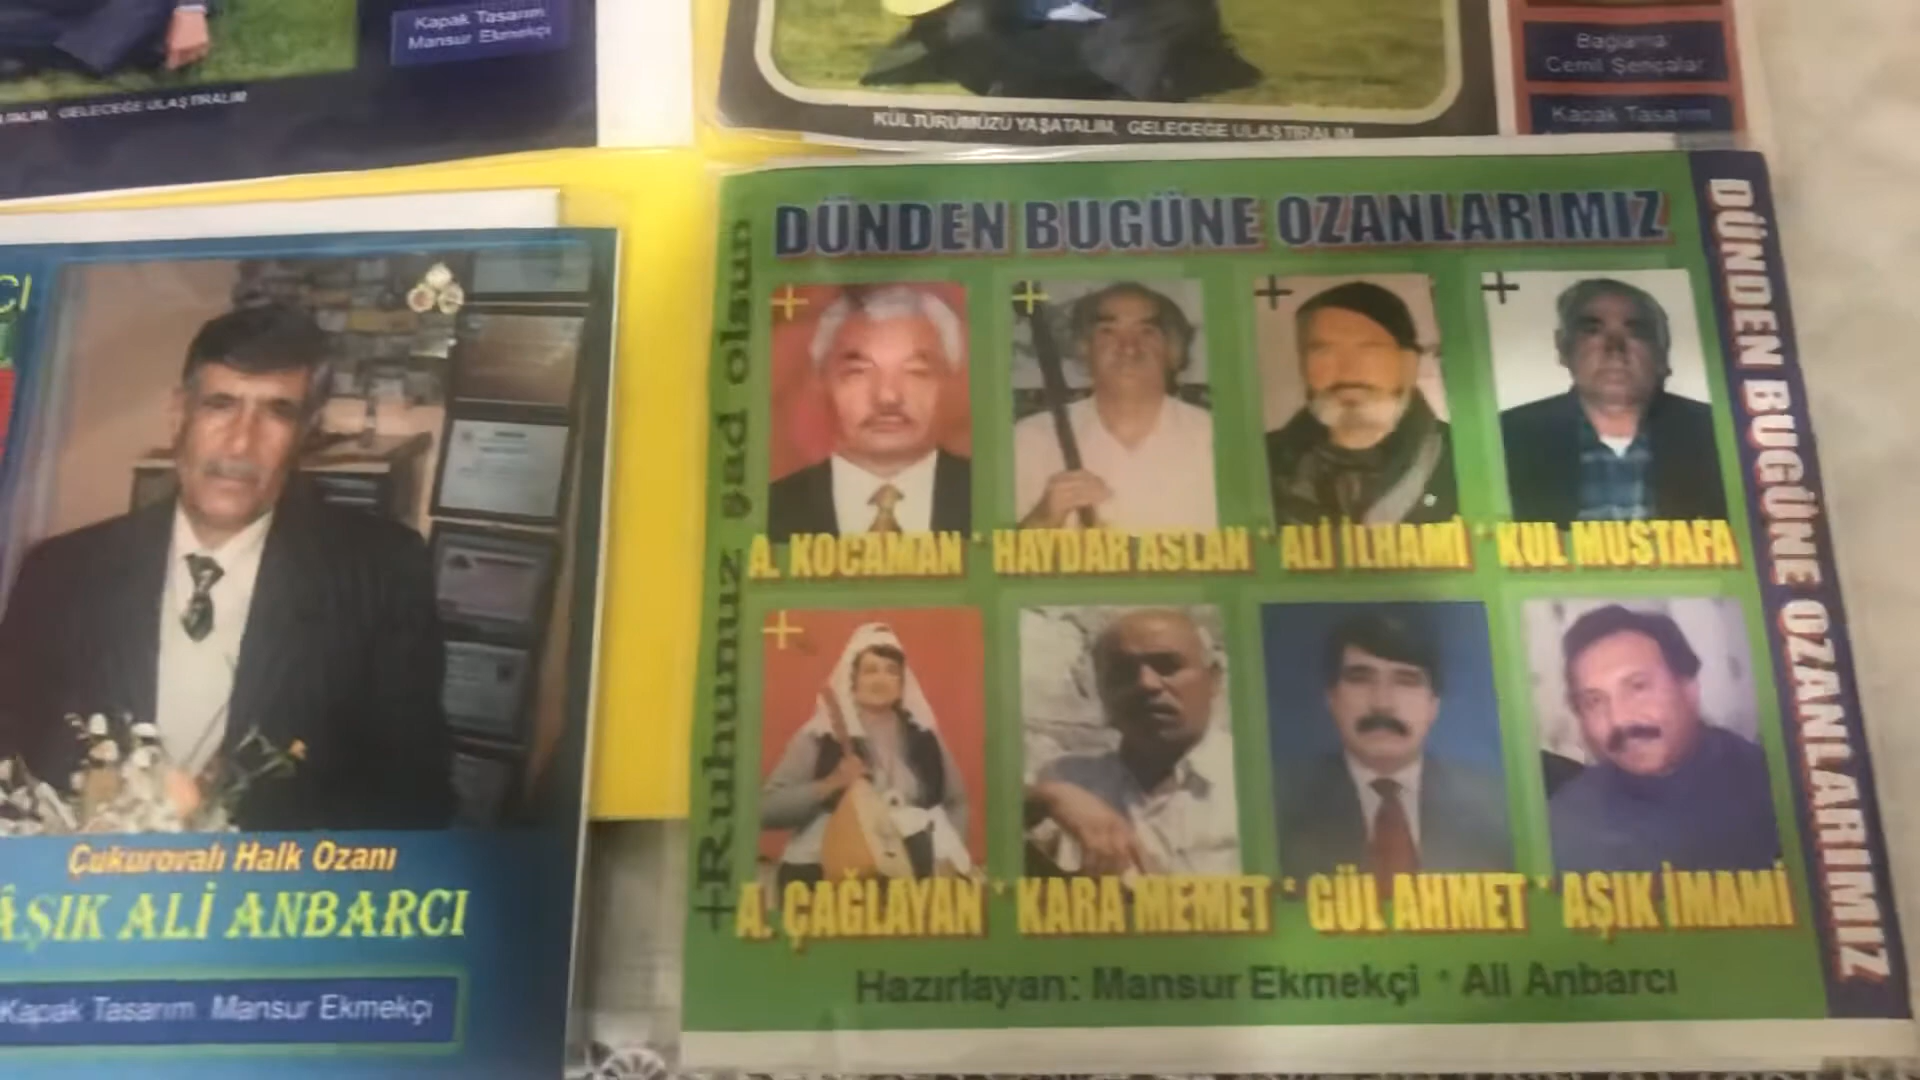 Kapak Tasarım
Mansur Ekmekçi
GELECEĞE ULAŞTIRALIM
KÜLTÜRÜMÜZÜ YAŞATALIM, GELECEĞE ULAŞTIRALIM
Bağlama:
Cemil Şençalar
Kapak Tasarım
Çukurovalı Halk Ozanı
ÂŞIK ALİ ANBARCI
Kapak Tasarım Mansur Ekmekçi
DÜNDEN BUGÜNE OZANLARIMIZ
+Ruhunuz şad olsun
A. KOCAMAN * HAYDAR ASLAN * ALİ İLHAMİ * KUL MUSTAFA
A. ÇAĞLAYAN * KARA MEMET * GÜL AHMET * AŞIK İMAMİ
Hazırlayan: Mansur Ekmekçi * Ali Anbarcı
DÜNDEN BUGÜNE OZANLARIMIZ